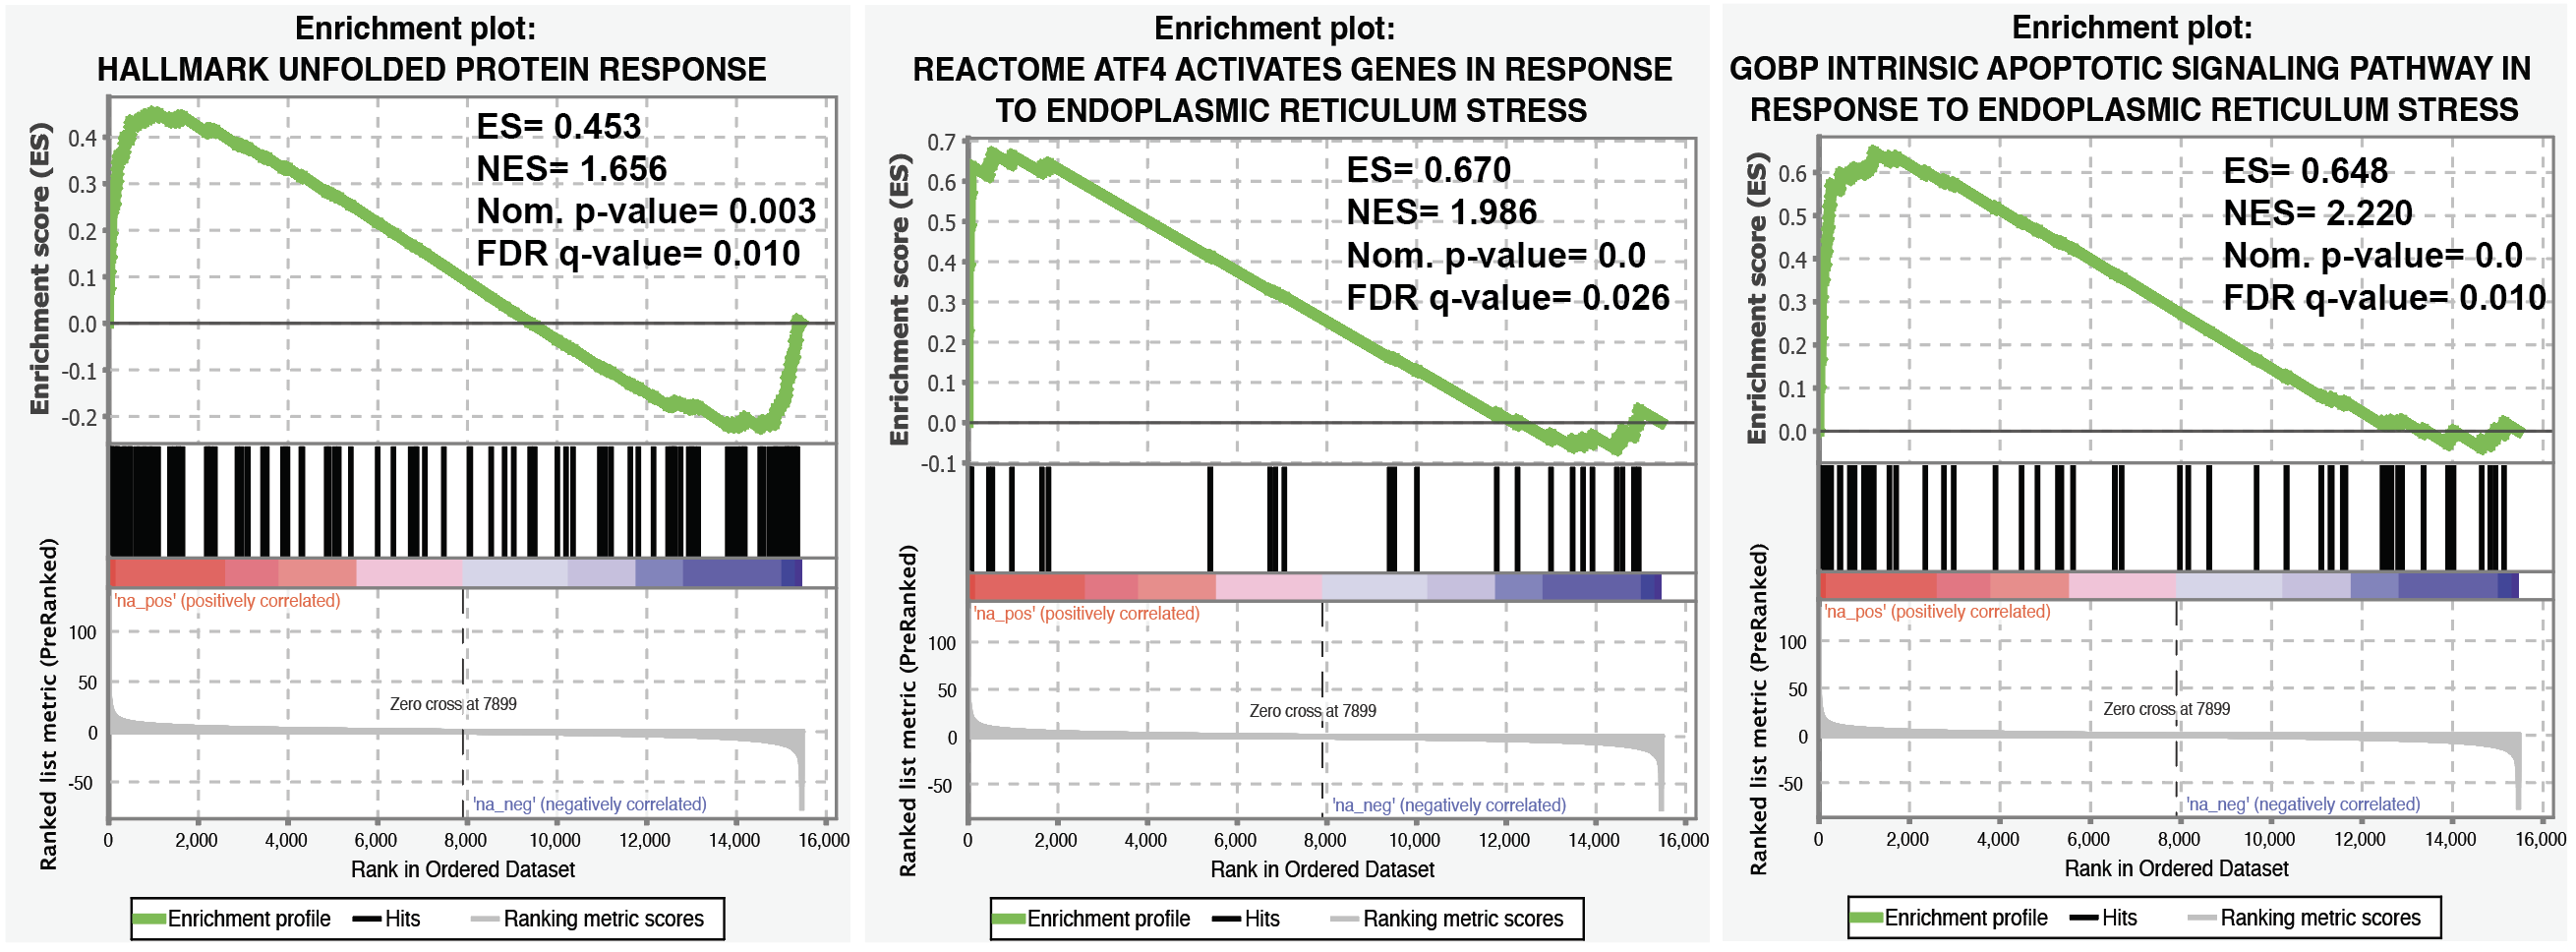 Enrichment plot:
HALLMARK UNFOLDED PROTEIN RESPONSE
Enrichment score (ES)
0.4
0.3
0.2
0.1
0.0
-0.1
-0.2
ES= 0.453
NES= 1.656
Nom. p-value= 0.003
FDR q-value= 0.010
'na_pos' (positively correlated)
Ranked list metric (PreRanked)
100
50
0
-50
Zero cross at 7899
'na_neg' (negatively correlated)
0 2,000 4,000 6,000 8,000 10,000 12,000 14,000 16,000
Rank in Ordered Dataset
Enrichment profile Hits Ranking metric scores
Enrichment plot:
REACTOME ATF4 ACTIVATES GENES IN RESPONSE
TO ENDOPLASMIC RETICULUM STRESS
Enrichment score (ES)
0.7
0.6
0.5
0.4
0.3
0.2
0.1
0.0
-0.1
ES= 0.670
NES= 1.986
Nom. p-value= 0.0
FDR q-value= 0.026
'na_pos' (positively correlated)
Ranked list metric (PreRanked)
100
50
0
-50
Zero cross at 7899
'na_neg' (negatively correlated)
0 2,000 4,000 6,000 8,000 10,000 12,000 14,000 16,000
Rank in Ordered Dataset
Enrichment profile Hits Ranking metric scores
Enrichment plot:
GOBP INTRINSIC APOPTOTIC SIGNALING PATHWAY IN
RESPONSE TO ENDOPLASMIC RETICULUM STRESS
Enrichment score (ES)
0.6
0.5
0.4
0.3
0.2
0.1
0.0
ES= 0.648
NES= 2.220
Nom. p-value= 0.0
FDR q-value= 0.010
'na_pos' (positively correlated)
Ranked list metric (PreRanked)
100
50
0
-50
Zero cross at 7899
'na_neg' (negatively correlated)
0 2,000 4,000 6,000 8,000 10,000 12,000 14,000 16,000
Rank in Ordered Dataset
Enrichment profile Hits Ranking metric scores